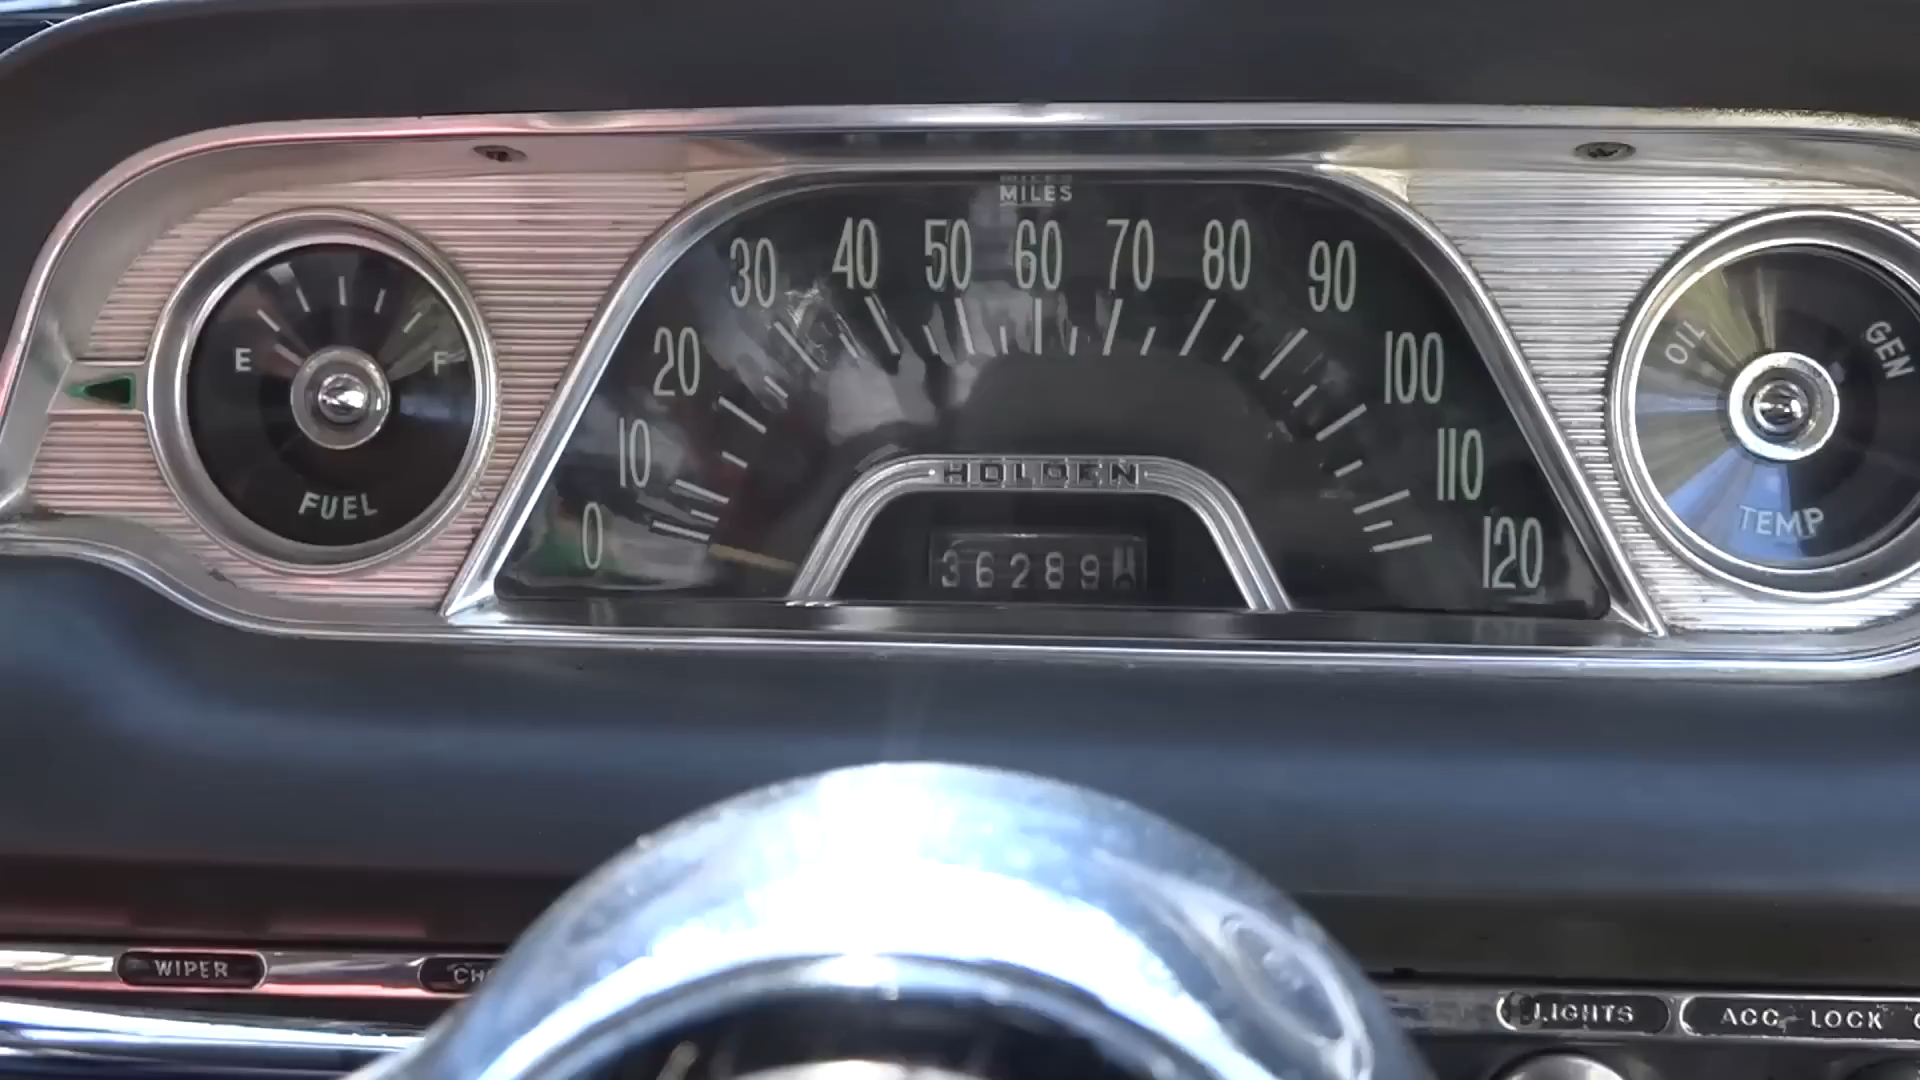 MILES
30 40 50 60 70 80 90
20 100
10 110
0 120
E F
FUEL
HOLDEN
36289
OIL GEN
TEMP
WIPER
LIGHTS
ACC LOCK